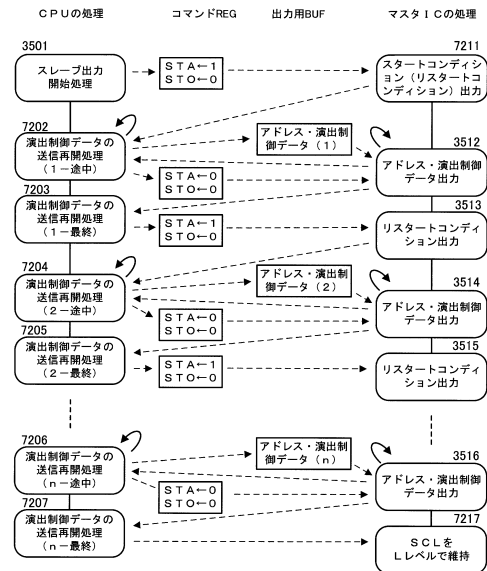 CPUの処理
コマンドREG
出力用BUF
マスタICの処理
3501
スレーブ出力
開始処理
STA←1
STO←0
7211
スタートコンディ
ション(リスタートコ
ンディション)出力
7202
演出制御データの
送信再開処理
(1-途中)
アドレス・演出制
御データ(1)
STA←0
STO←0
3512
アドレス・演出制御
データ出力
7203
演出制御データの
送信再開処理
(1-最終)
STA←1
STO←0
3513
リスタートコンディ
ション出力
7204
演出制御データの
送信再開処理
(2-途中)
アドレス・演出制
御データ(2)
STA←0
STO←0
3514
アドレス・演出制御
データ出力
7205
演出制御データの
送信再開処理
(2-最終)
STA←1
STO←0
3515
リスタートコンディ
ション出力
7206
演出制御データの
送信再開処理
(n-途中)
アドレス・演出制
御データ(n)
STA←0
STO←0
3516
アドレス・演出制御
データ出力
7207
演出制御データの
送信再開処理
(n-最終)
7217
SCLを
Lレベルで維持